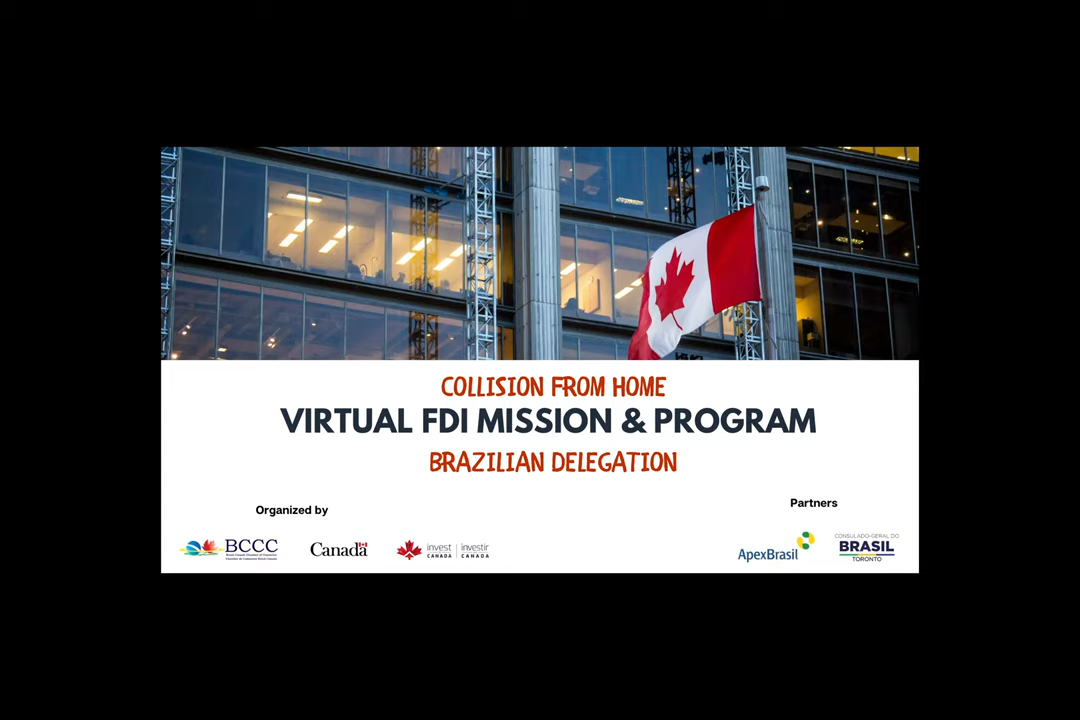 COLLISION FROM HOME
VIRTUAL FDI MISSION & PROGRAM
BRAZILIAN DELEGATION
Organized by
Partners
BCCC
Canada
invest | investir
CANADA | CANADA
ApexBrasil
CONSULADO-GERAL DO
BRASIL
TORONTO